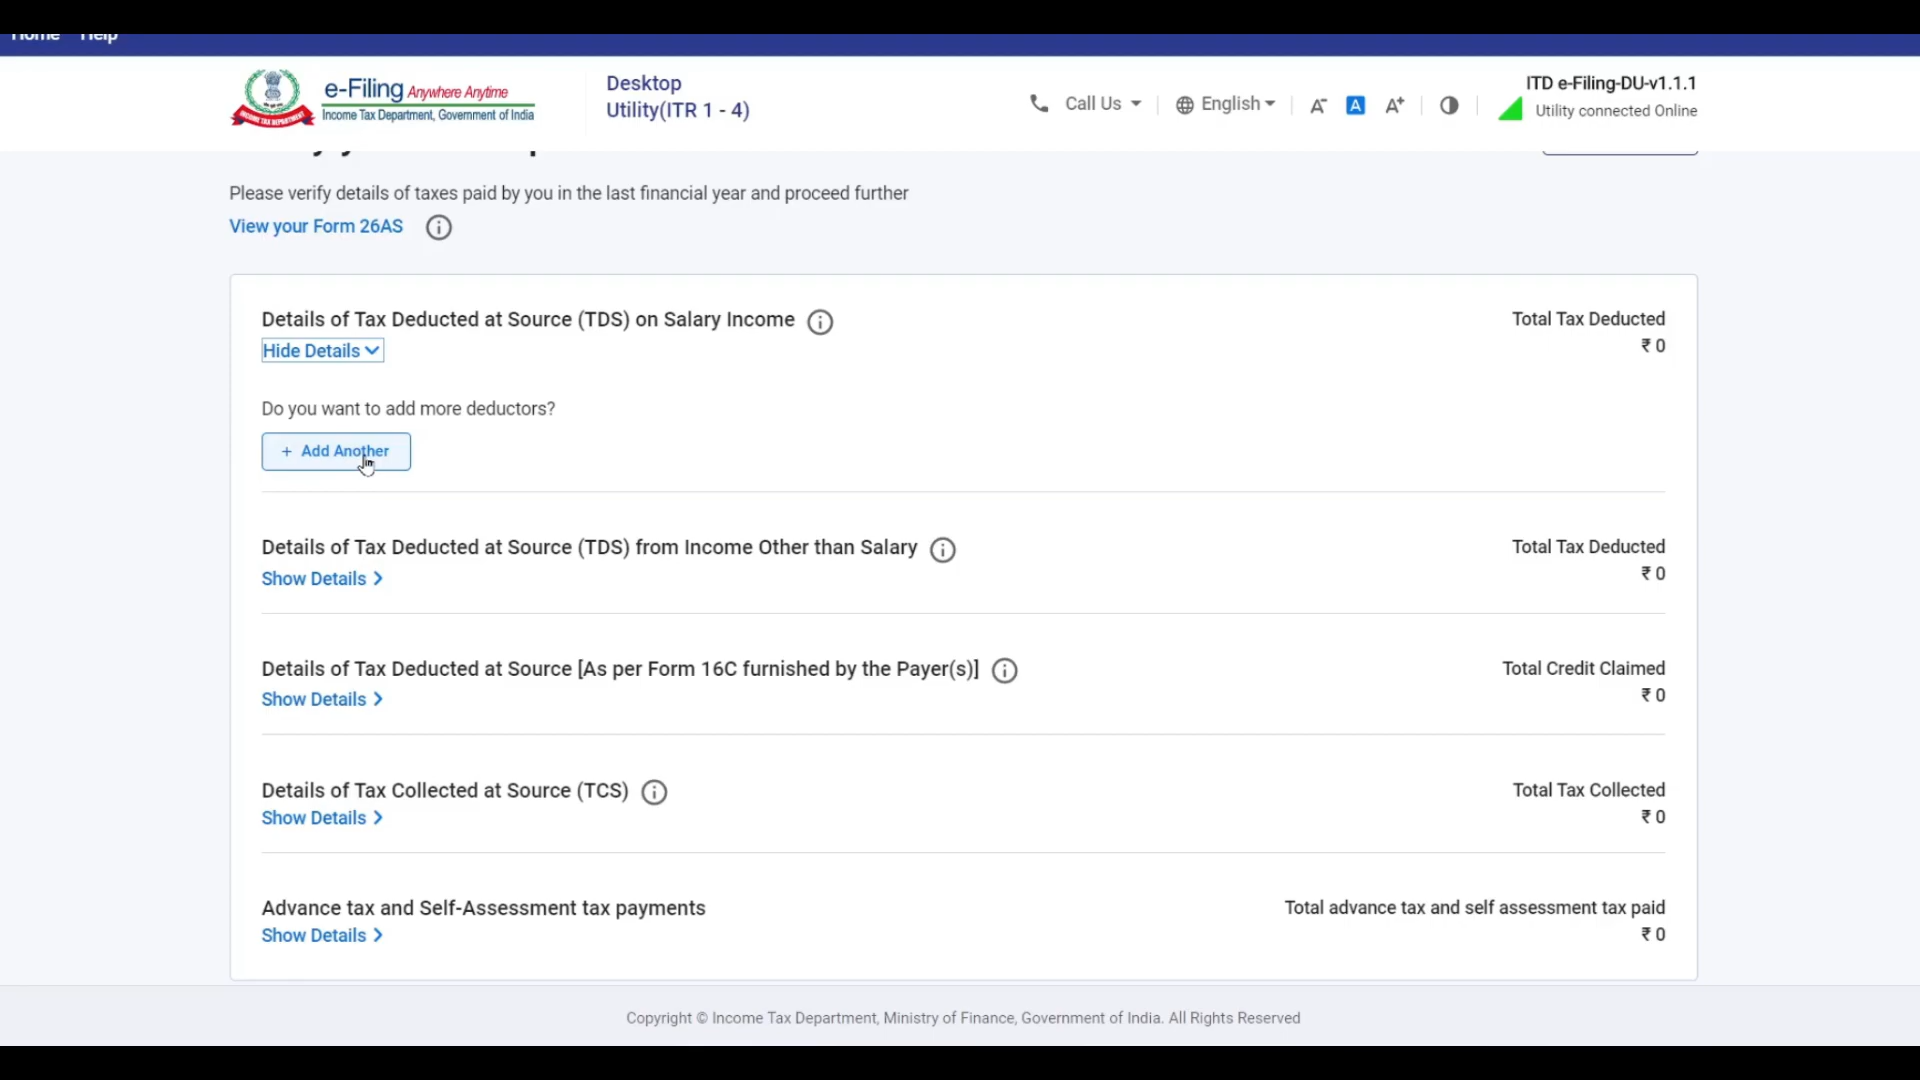 Home Help
e-Filing Anywhere Anytime
Income Tax Department, Government of India
Desktop
Utility(ITR 1 - 4)
Call Us
English
A-
A
A+
ITD e-Filing-DU-v1.1.1
Utility connected Online
Please verify details of taxes paid by you in the last financial year and proceed further
View your Form 26AS
Details of Tax Deducted at Source (TDS) on Salary Income
Total Tax Deducted
Hide Details
₹ 0
Do you want to add more deductors?
+ Add Another
Details of Tax Deducted at Source (TDS) from Income Other than Salary
Total Tax Deducted
Show Details
₹ 0
Details of Tax Deducted at Source [As per Form 16C furnished by the Payer(s)]
Total Credit Claimed
Show Details
₹ 0
Details of Tax Collected at Source (TCS)
Total Tax Collected
Show Details
₹ 0
Advance tax and Self-Assessment tax payments
Total advance tax and self assessment tax paid
Show Details
₹ 0
Copyright © Income Tax Department, Ministry of Finance, Government of India. All Rights Reserved